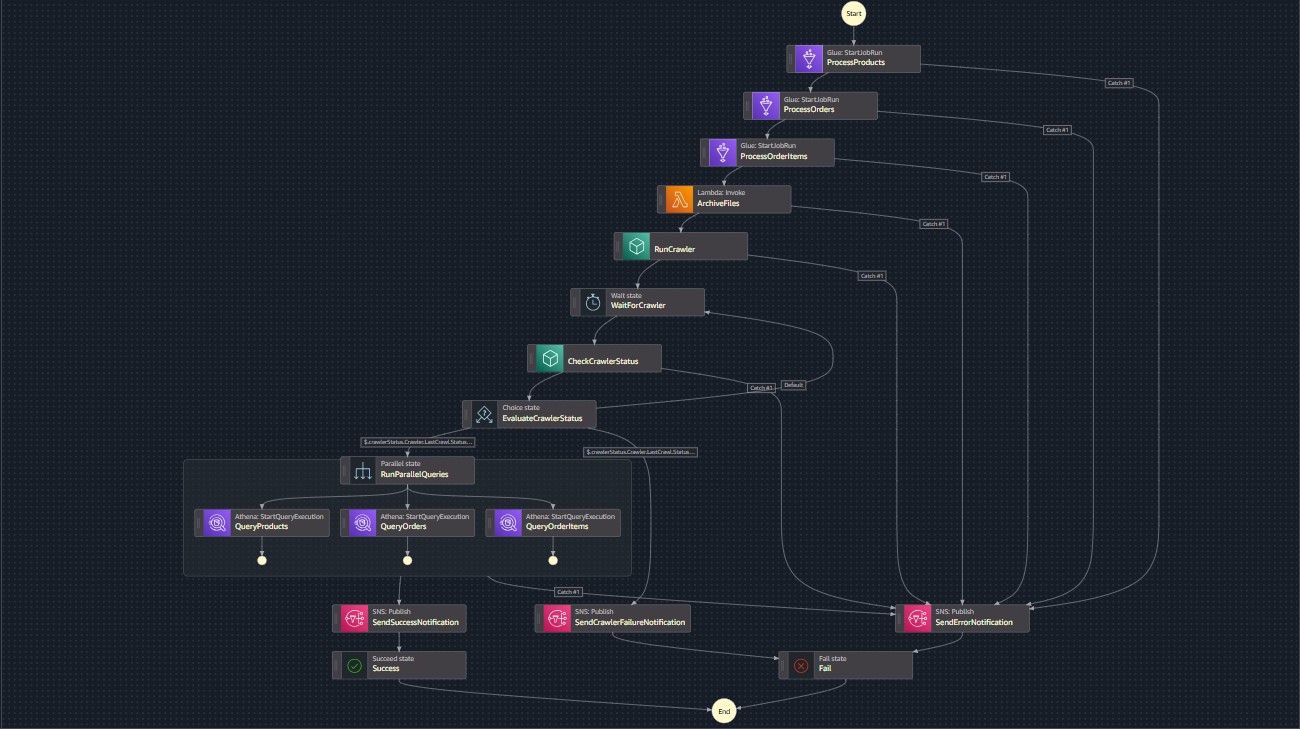 Start
Glue: StartJobRun
ProcessProducts
Catch #1
Glue: StartJobRun
ProcessOrders
Catch #1
Glue: StartJobRun
ProcessOrderItems
Catch #1
Lambda: Invoke
ArchiveFiles
Catch #1
RunCrawler
Catch #1
Wait state
WaitForCrawler
CheckCrawlerStatus
Catch #1
Default
Choice state
EvaluateCrawlerStatus
$.crawlerStatus.Crawler.LastCrawl.Status...
$.crawlerStatus.Crawler.LastCrawl.Status...
Parallel state
RunParallelQueries
Athena: StartQueryExecution
QueryProducts
Athena: StartQueryExecution
QueryOrders
Athena: StartQueryExecution
QueryOrderItems
Catch #1
SNS: Publish
SendSuccessNotification
SNS: Publish
SendCrawlerFailureNotification
SNS: Publish
SendErrorNotification
Succeed state
Success
Fail state
Fail
End